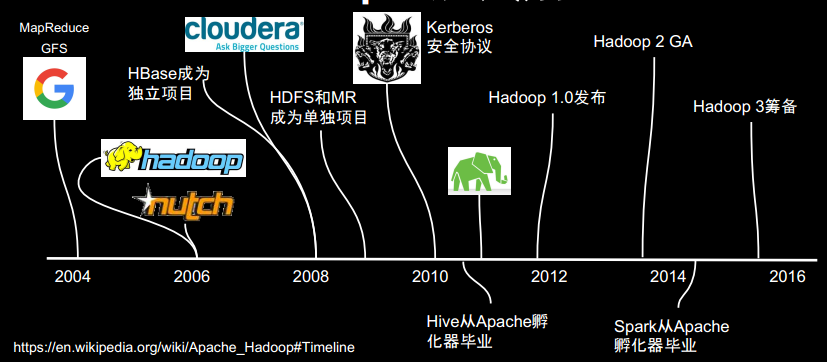 MapReduce
GFS
cloudera
Ask Bigger Questions
HBase成为
独立项目
HDFS和MR
成为单独项目
Kerberos
安全协议
Hadoop 1.0发布
Hadoop 2 GA
Hadoop 3筹备
hadoop
nutch
2004
2006
2008
2010
2012
2014
2016
Hive从Apache孵
化器毕业
Spark从Apache
孵化器毕业
https://en.wikipedia.org/wiki/Apache_Hadoop#Timeline